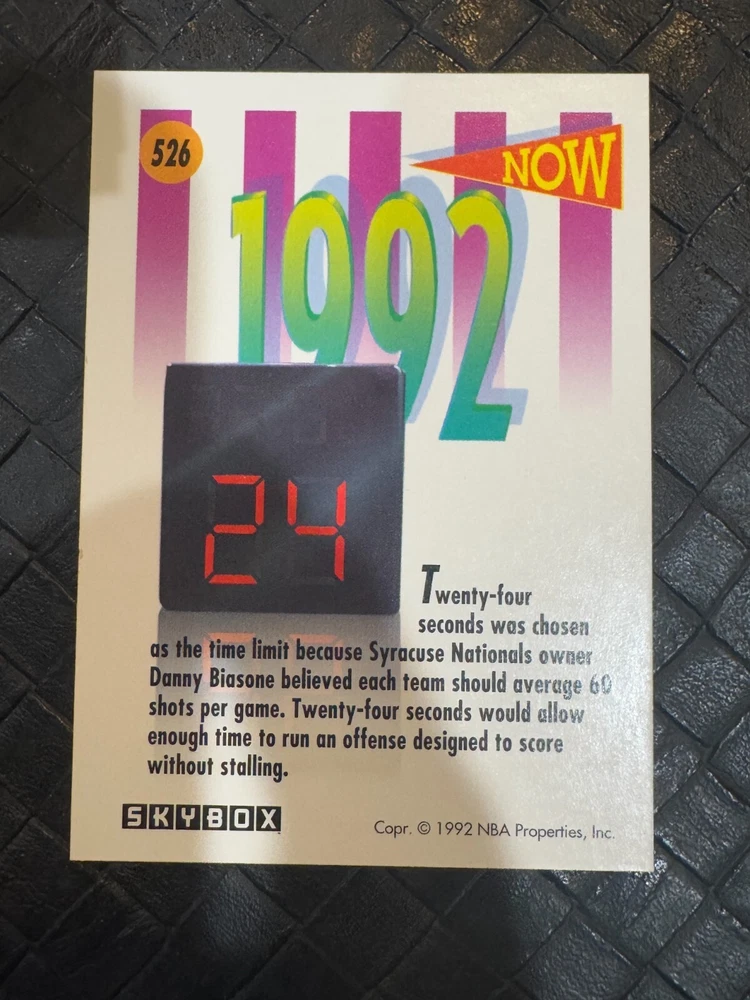 526
NOW
1992
24
Twenty-four
seconds was chosen
as the time limit because Syracuse Nationals owner
Danny Biasone believed each team should average 60
shots per game. Twenty-four seconds would allow
enough time to run an offense designed to score
without stalling.
SKYBOX
Copr. © 1992 NBA Properties, Inc.